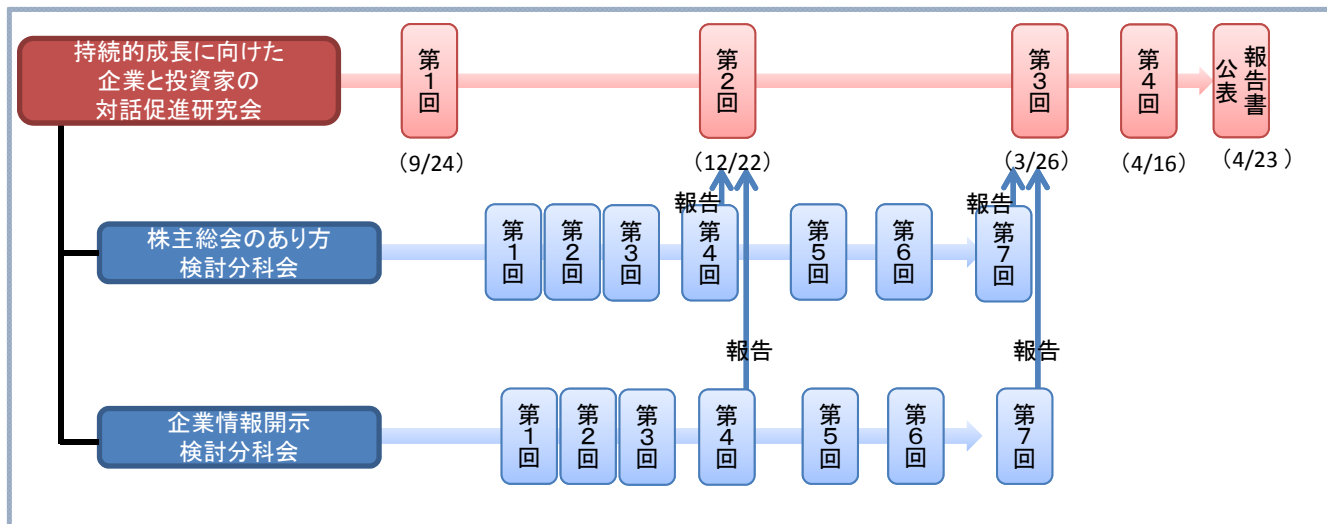 持続的成長に向けた
企業と投資家の
対話促進研究会
第1回
第2回
第3回
第4回
報告書
公表
（9/24）
（12/22）
（3/26）
（4/16）
（4/23 ）
株主総会のあり方
検討分科会
第1回
第2回
第3回
報告
第4回
第5回
第6回
報告
第7回
報告
報告
企業情報開示
検討分科会
第1回
第2回
第3回
第4回
第5回
第6回
第7回